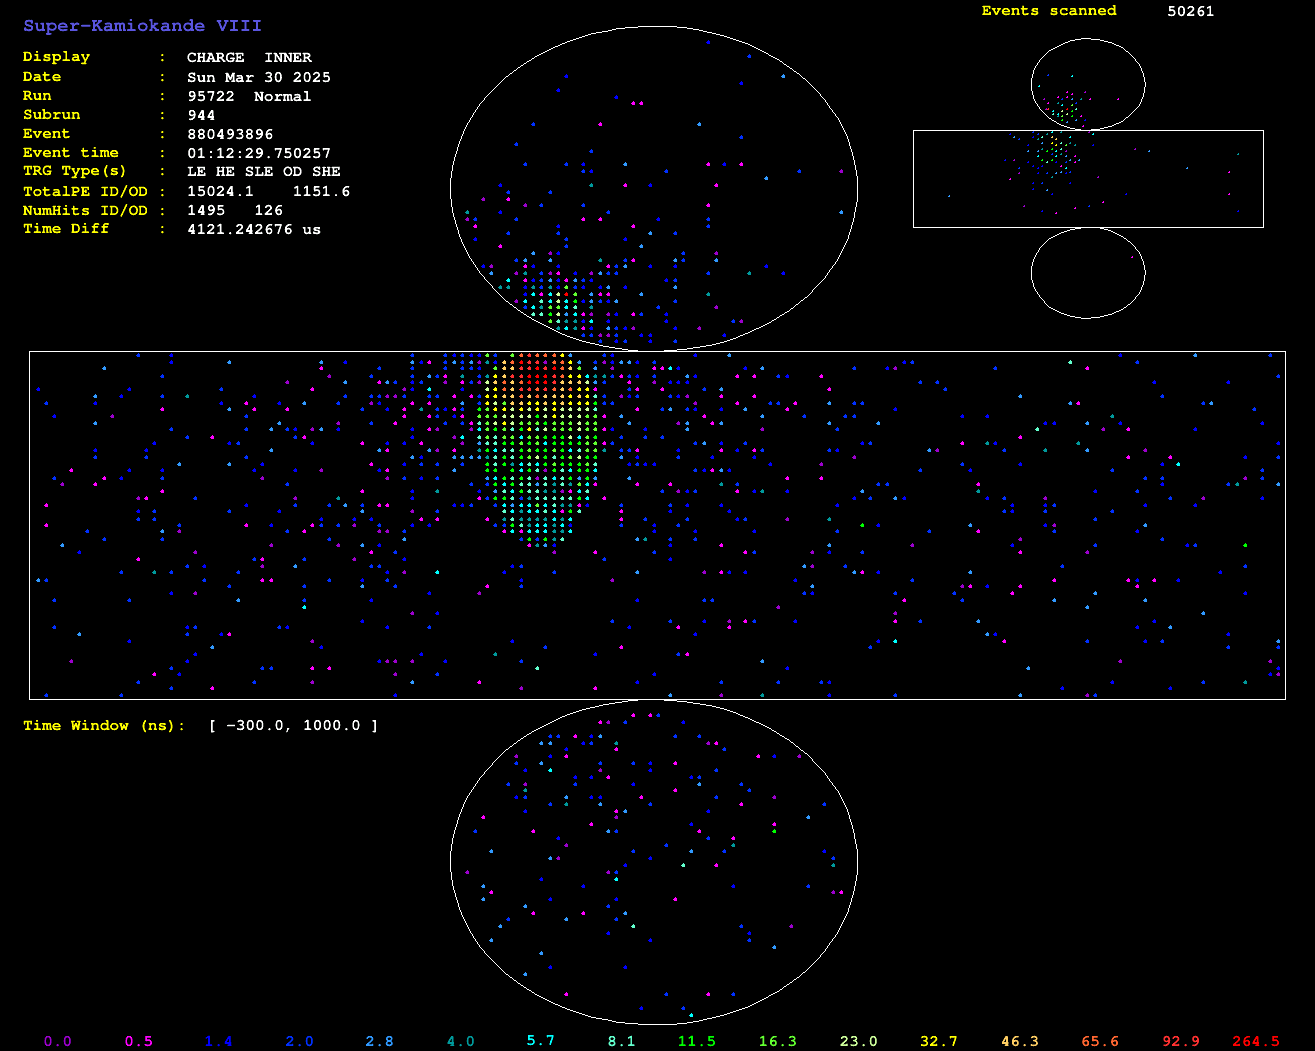 Super-Kamiokande VIII
Events scanned 50261
Display : CHARGE INNER
Date : Sun Mar 30 2025
Run : 95722 Normal
Subrun : 944
Event : 880493896
Event time : 01:12:29.750257
TRG Type(s) : LE HE SLE OD SHE
TotalPE ID/OD : 15024.1 1151.6
NumHits ID/OD : 1495 126
Time Diff : 4121.242676 us
Time Window (ns): [ -300.0, 1000.0 ]
0.0 0.5 1.4 2.0 2.8 4.0 5.7 8.1 11.5 16.3 23.0 32.7 46.3 65.6 92.9 264.5